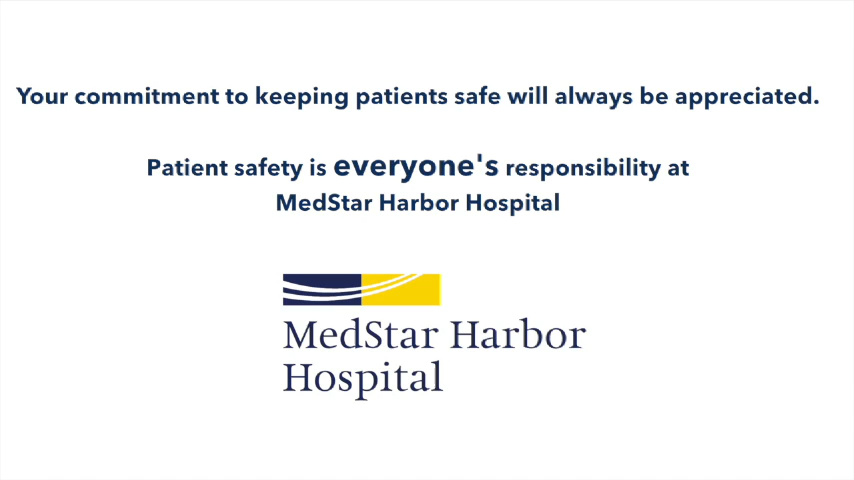 Your commitment to keeping patients safe will always be appreciated.
Patient safety is everyone's responsibility at
MedStar Harbor Hospital
MedStar Harbor
Hospital